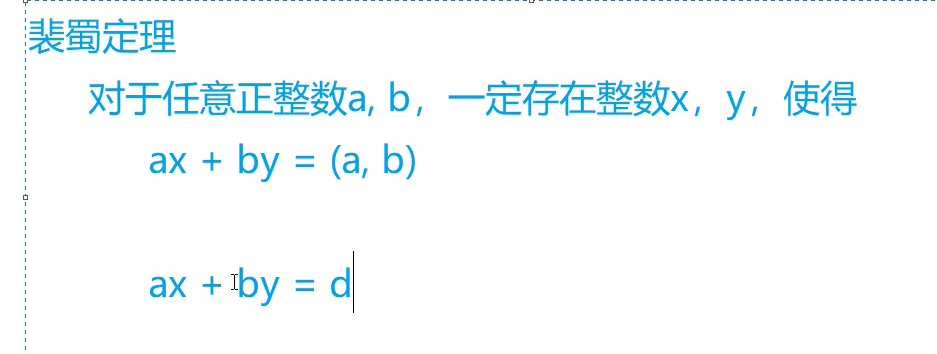 裴蜀定理
对于任意正整数a, b，一定存在整数x，y，使得
ax + by = (a, b)
ax + by = d